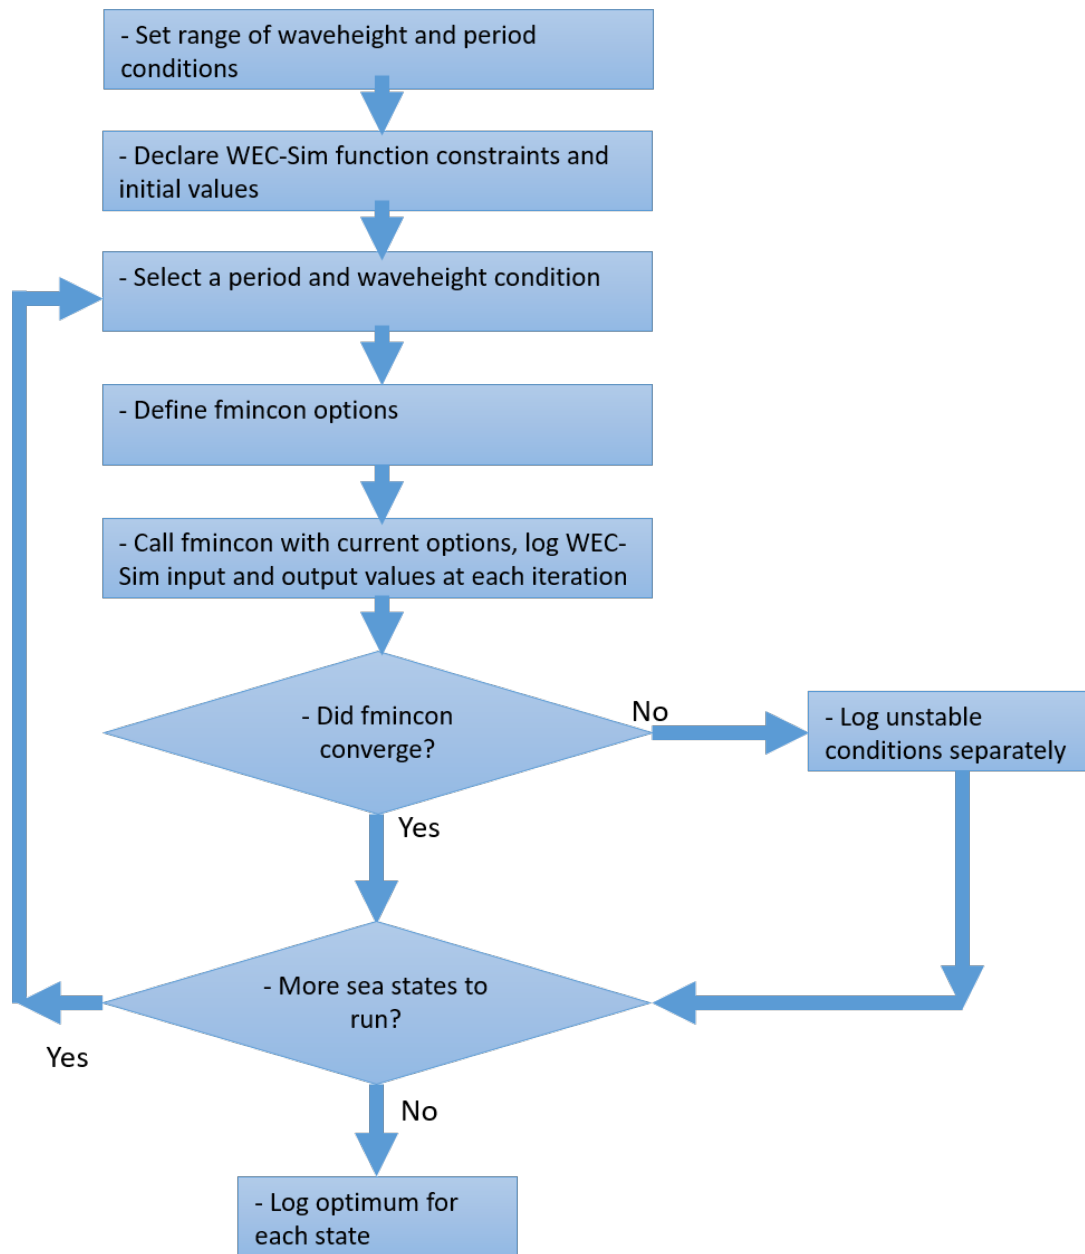 - Set range of waveheight and period
conditions
- Declare WEC-Sim function constraints and
initial values
- Select a period and waveheight condition
- Define fmincon options
- Call fmincon with current options, log WEC-
Sim input and output values at each iteration
- Did fmincon
converge?
No
- Log unstable
conditions separately
Yes
- More sea states to
run?
Yes
No
- Log optimum for
each state